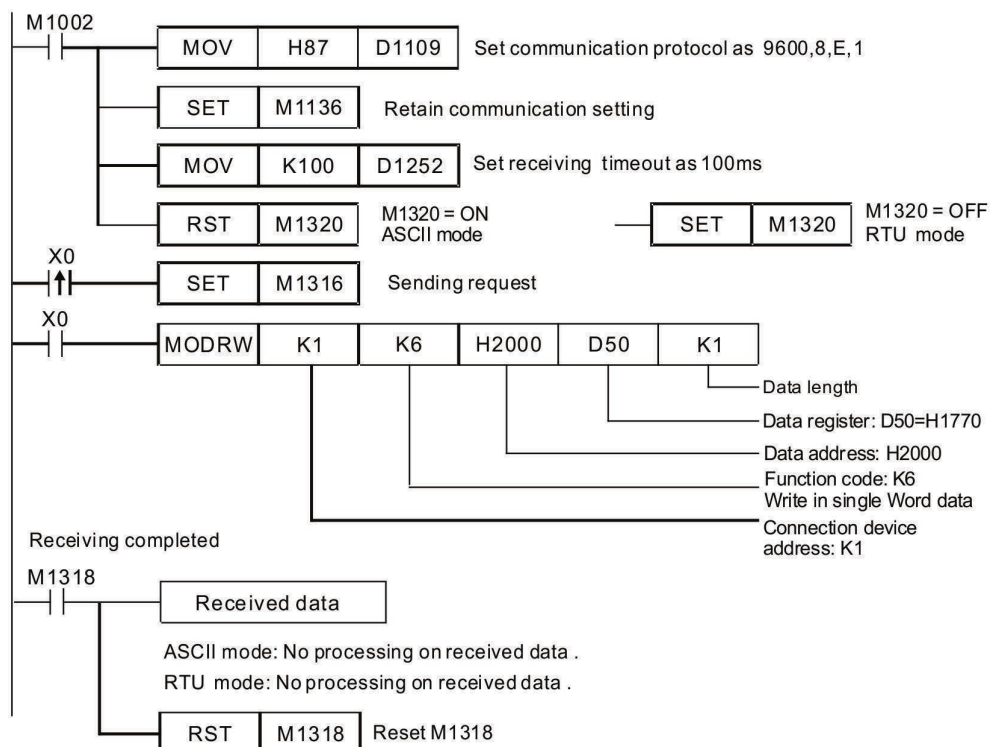 M1002
MOV H87 D1109 Set communication protocol as 9600,8,E,1
SET M1136 Retain communication setting
MOV K100 D1252 Set receiving timeout as 100ms
RST M1320 M1320 = ON
ASCII mode
SET M1320 M1320 = OFF
RTU mode
X0
SET M1316 Sending request
X0
MODRW K1 K6 H2000 D50 K1
Data length
Data register: D50=H1770
Data address: H2000
Function code: K6
Write in single Word data
Connection device
address: K1
Receiving completed
M1318
Received data
ASCII mode: No processing on received data .
RTU mode: No processing on received data .
RST M1318 Reset M1318